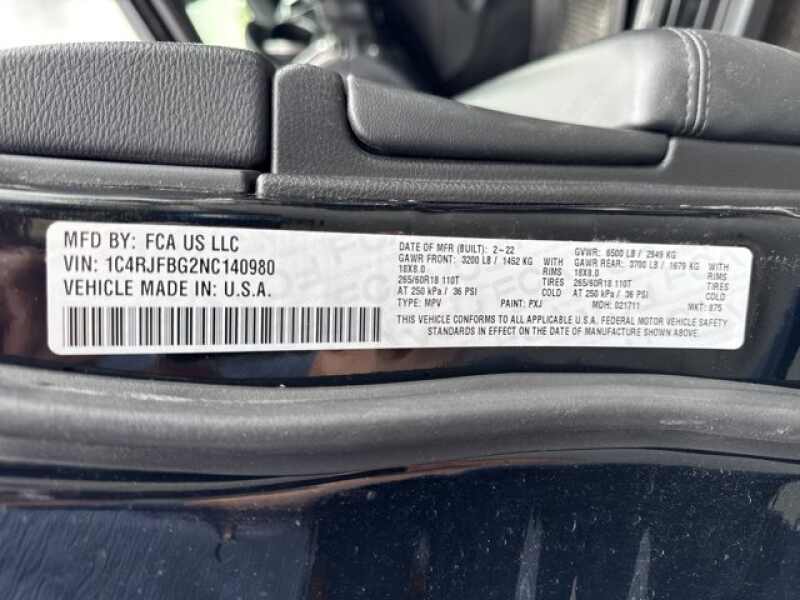 MFD BY: FCA US LLC
VIN: 1C4RJFBG2NC140980
VEHICLE MADE IN: U.S.A.
DATE OF MFR (BUILT): 2-22 GVWR: 6500 LB / 2949 KG
GAWR FRONT: 3200 LB / 1452 KG WITH GAWR REAR: 3700 LB / 1679 KG WITH
18X8.0 RIMS 18X8.0 RIMS
265/60R18 110T TIRES 265/60R18 110T TIRES
AT 250 kPa / 36 PSI COLD AT 250 kPa / 36 PSI COLD
TYPE: MPV PAINT: PXJ MDH: 021711 MKT: 875
THIS VEHICLE CONFORMS TO ALL APPLICABLE U.S.A. FEDERAL MOTOR VEHICLE SAFETY
STANDARDS IN EFFECT ON THE DATE OF MANUFACTURE SHOWN ABOVE.